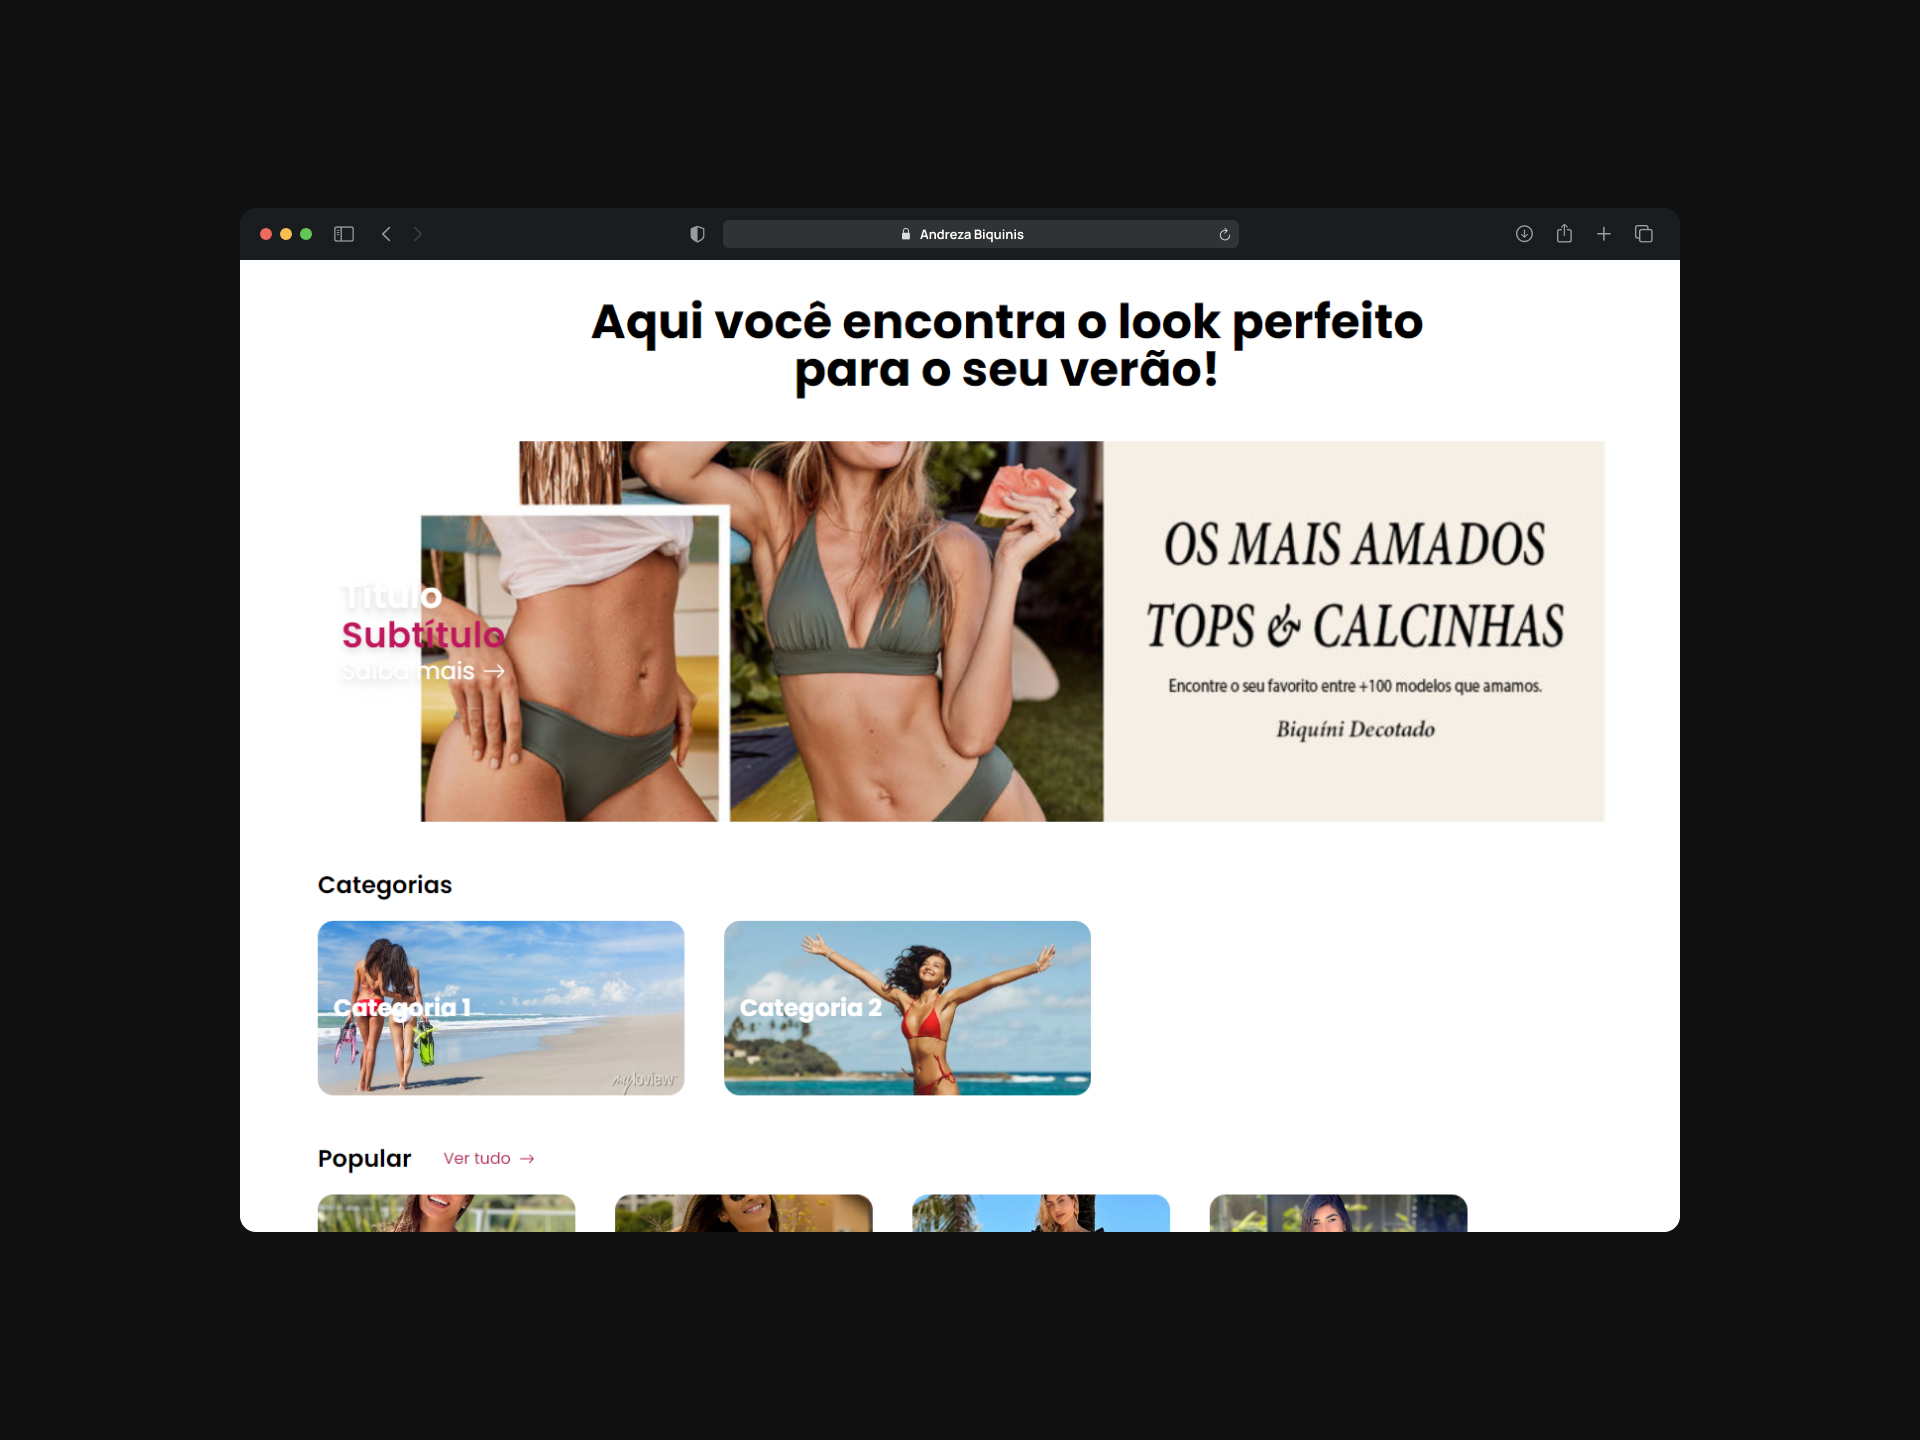 Andreza Biquinis
Aqui você encontra o look perfeito
para o seu verão!
Título
Subtítulo
Saiba mais →
OS MAIS AMADOS
TOPS & CALCINHAS
Encontre o seu favorito entre +100 modelos que amamos.
Biquíni Decotado
Categorias
Categoria 1
Categoria 2
myloview
Popular
Ver tudo →